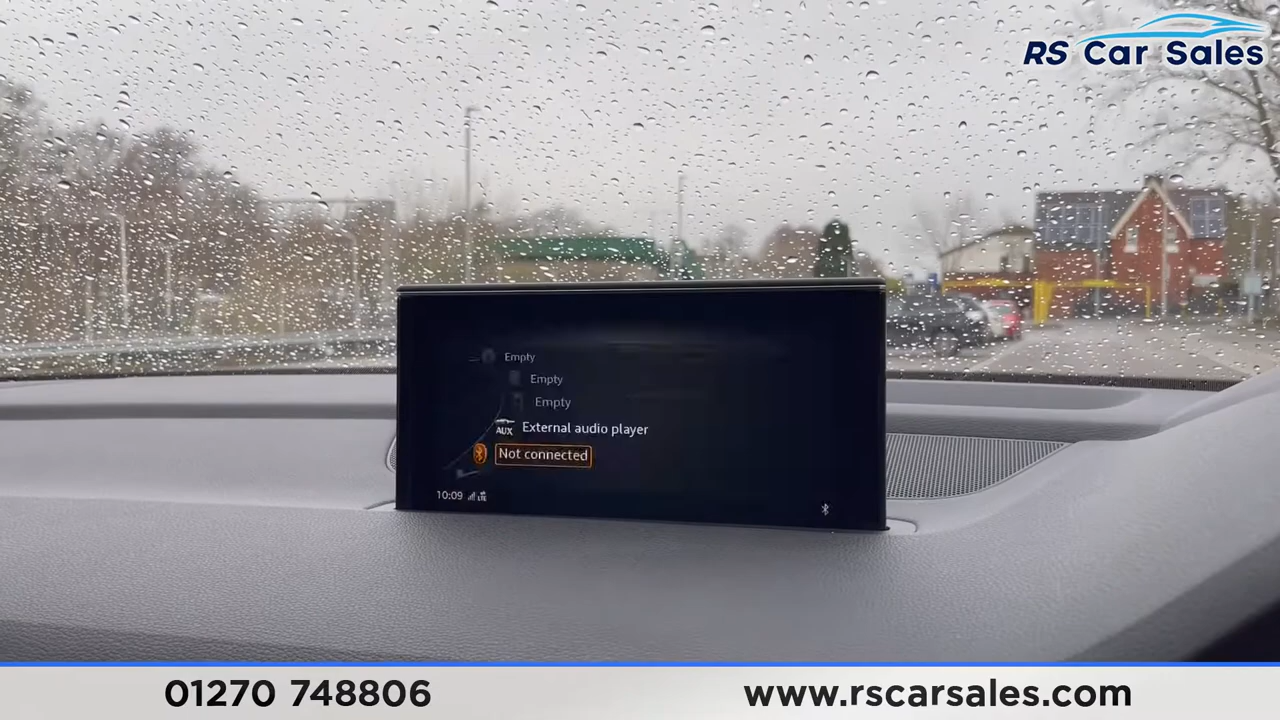 RS Car Sales
Empty
Empty
Empty
AUX External audio player
Not connected
10:09 LTE
01270 748806
www.rscarsales.com